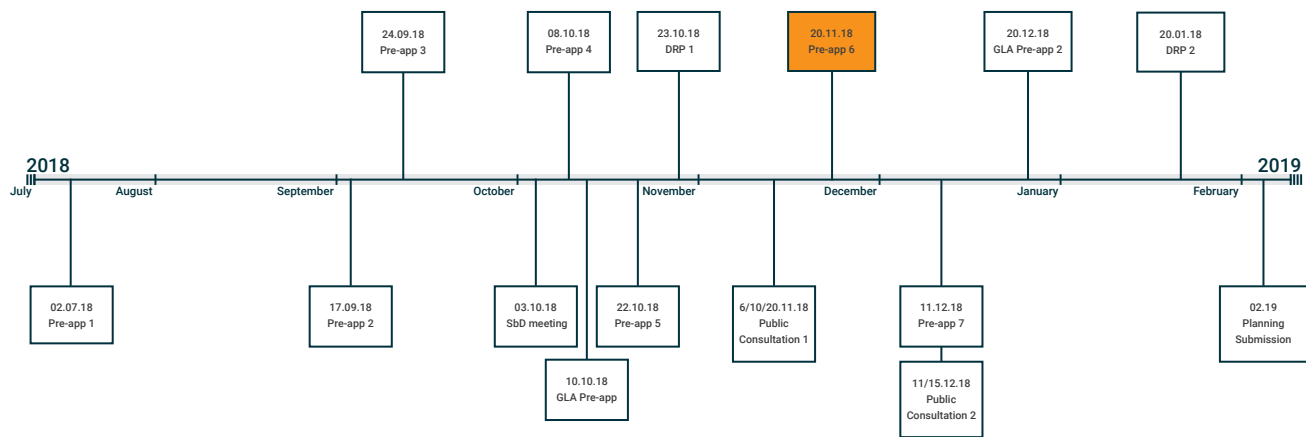 24.09.18
Pre-app 3
08.10.18
Pre-app 4
23.10.18
DRP 1
20.11.18
Pre-app 6
20.12.18
GLA Pre-app 2
20.01.18
DRP 2
2018
2019
July
August
September
October
November
December
January
February
02.07.18
Pre-app 1
17.09.18
Pre-app 2
03.10.18
SbD meeting
10.10.18
GLA Pre-app
22.10.18
Pre-app 5
6/10/20.11.18
Public
Consultation 1
11.12.18
Pre-app 7
11/15.12.18
Public
Consultation 2
02.19
Planning
Submission